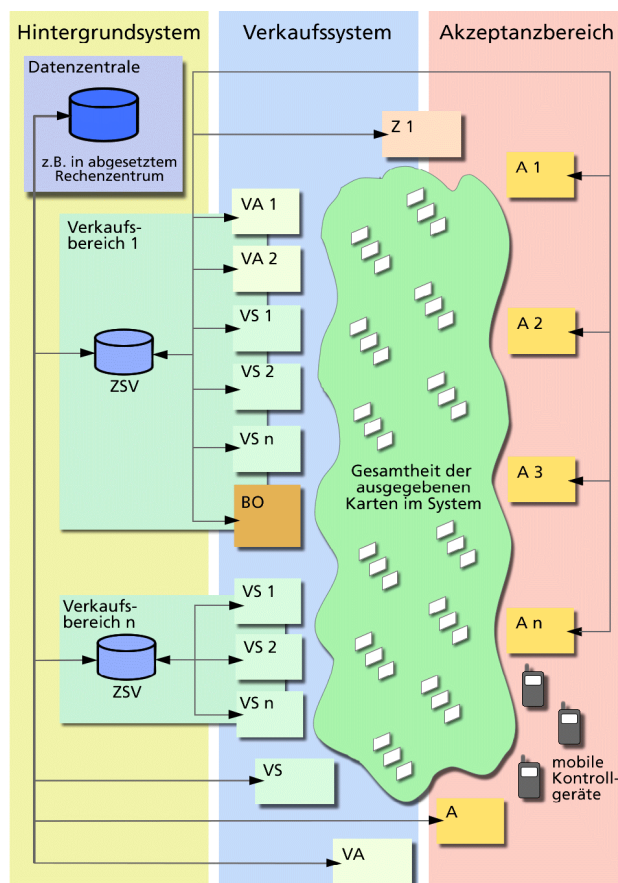 Hintergrundsystem
Verkaufssystem
Akzeptanzbereich
Datenzentrale
z.B. in abgesetztem
Rechenzentrum
Z 1
A 1
VA 1
Verkaufs-
bereich 1
VA 2
VS 1
A 2
ZSV
VS 2
VS n
Gesamtheit der
ausgegebenen
Karten im System
A 3
BO
Verkaufs-
bereich n
VS 1
A n
VS 2
ZSV
VS n
mobile
Kontroll-
geräte
VS
A
VA